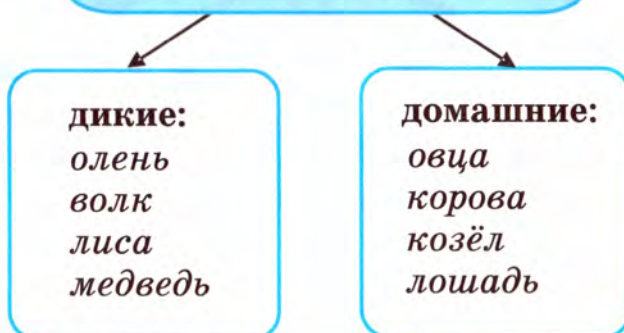 дикие:
олень
волк
лиса
медведь
домашние:
овца
корова
козёл
лошадь